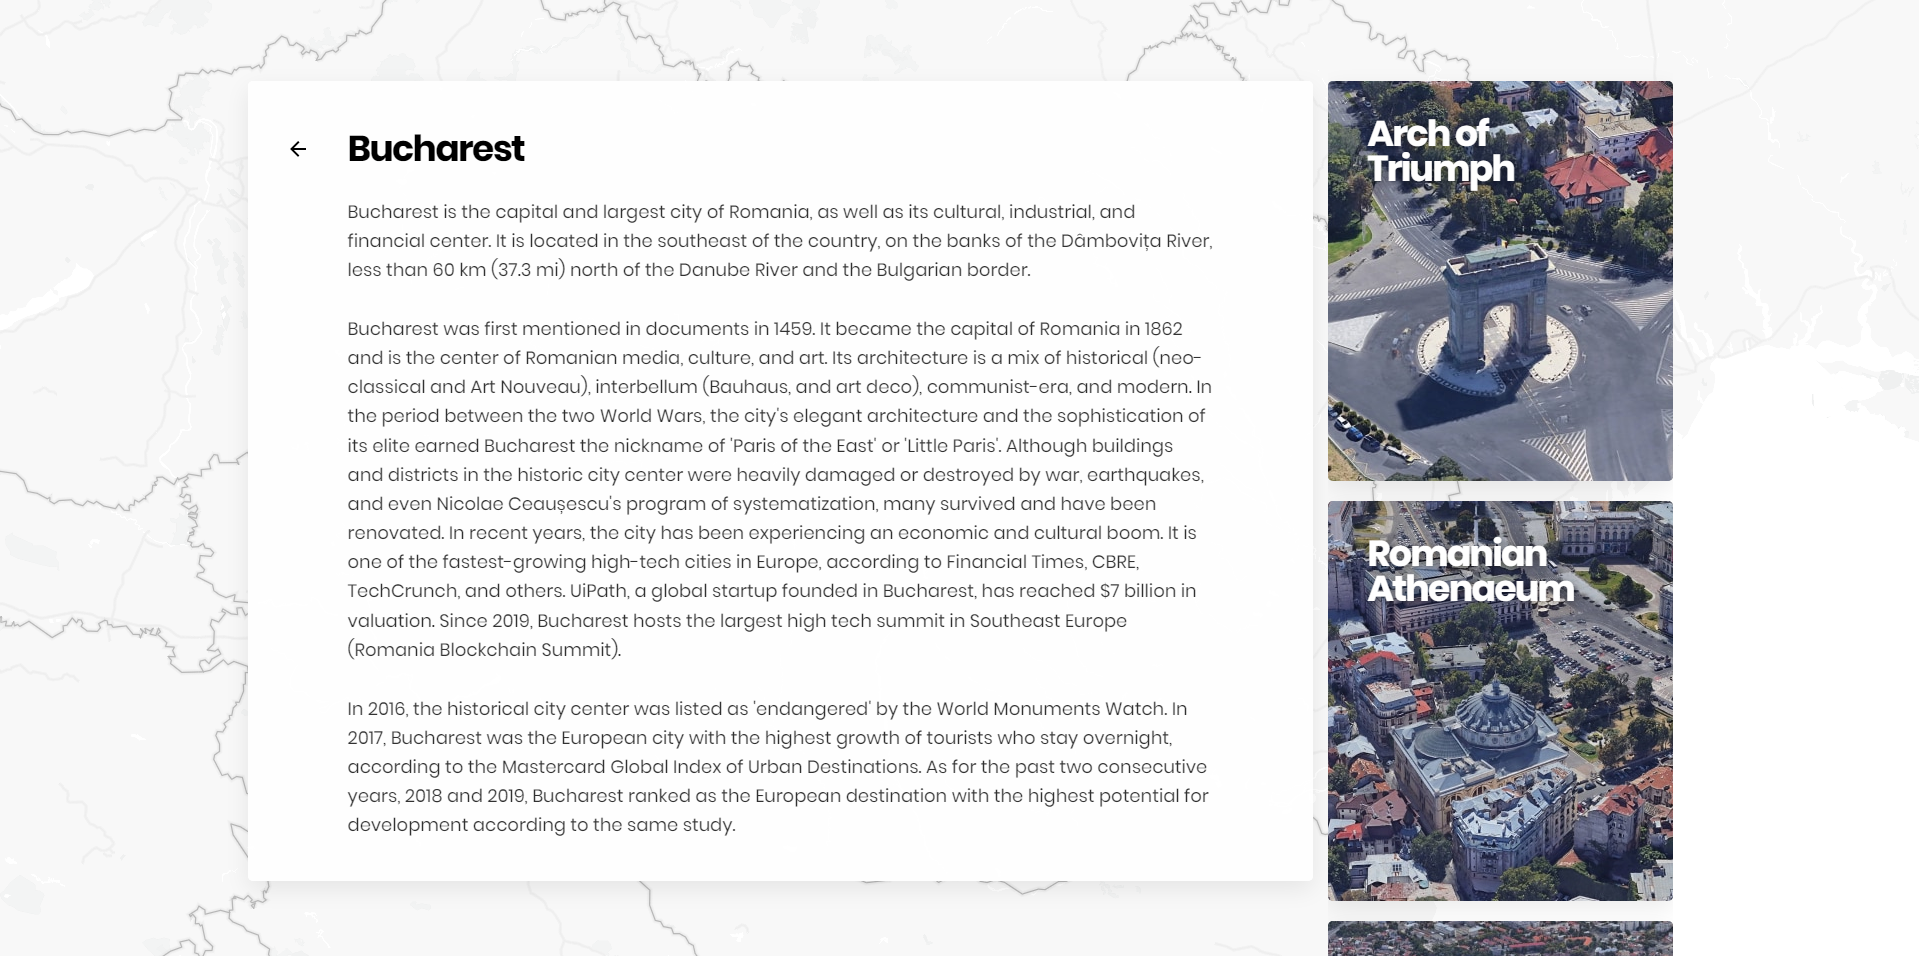 Bucharest
Bucharest is the capital and largest city of Romania, as well as its cultural, industrial, and
financial center. It is located in the southeast of the country, on the banks of the Dâmbovița River,
less than 60 km (37.3 mi) north of the Danube River and the Bulgarian border.
Bucharest was first mentioned in documents in 1459. It became the capital of Romania in 1862
and is the center of Romanian media, culture, and art. Its architecture is a mix of historical (neo-
classical and Art Nouveau), interbellum (Bauhaus, and art deco), communist-era, and modern. In
the period between the two World Wars, the city's elegant architecture and the sophistication of
its elite earned Bucharest the nickname of 'Paris of the East' or 'Little Paris'. Although buildings
and districts in the historic city center were heavily damaged or destroyed by war, earthquakes,
and even Nicolae Ceaușescu's program of systematization, many survived and have been
renovated. In recent years, the city has been experiencing an economic and cultural boom. It is
one of the fastest-growing high-tech cities in Europe, according to Financial Times, CBRE,
TechCrunch, and others. UiPath, a global startup founded in Bucharest, has reached $7 billion in
valuation. Since 2019, Bucharest hosts the largest high tech summit in Southeast Europe
(Romania Blockchain Summit).
In 2016, the historical city center was listed as 'endangered' by the World Monuments Watch. In
2017, Bucharest was the European city with the highest growth of tourists who stay overnight,
according to the Mastercard Global Index of Urban Destinations. As for the past two consecutive
years, 2018 and 2019, Bucharest ranked as the European destination with the highest potential for
development according to the same study.
Arch of
Triumph
Romanian
Athenaeum